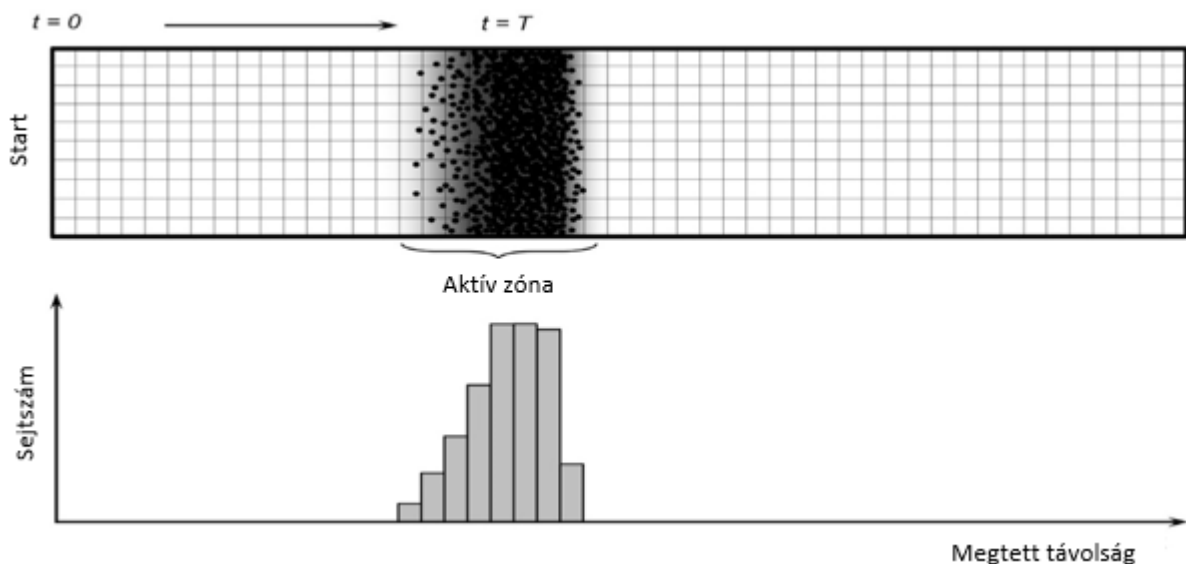 t = 0
t = T
Start
Aktív zóna
Sejtszám
Megtett távolság